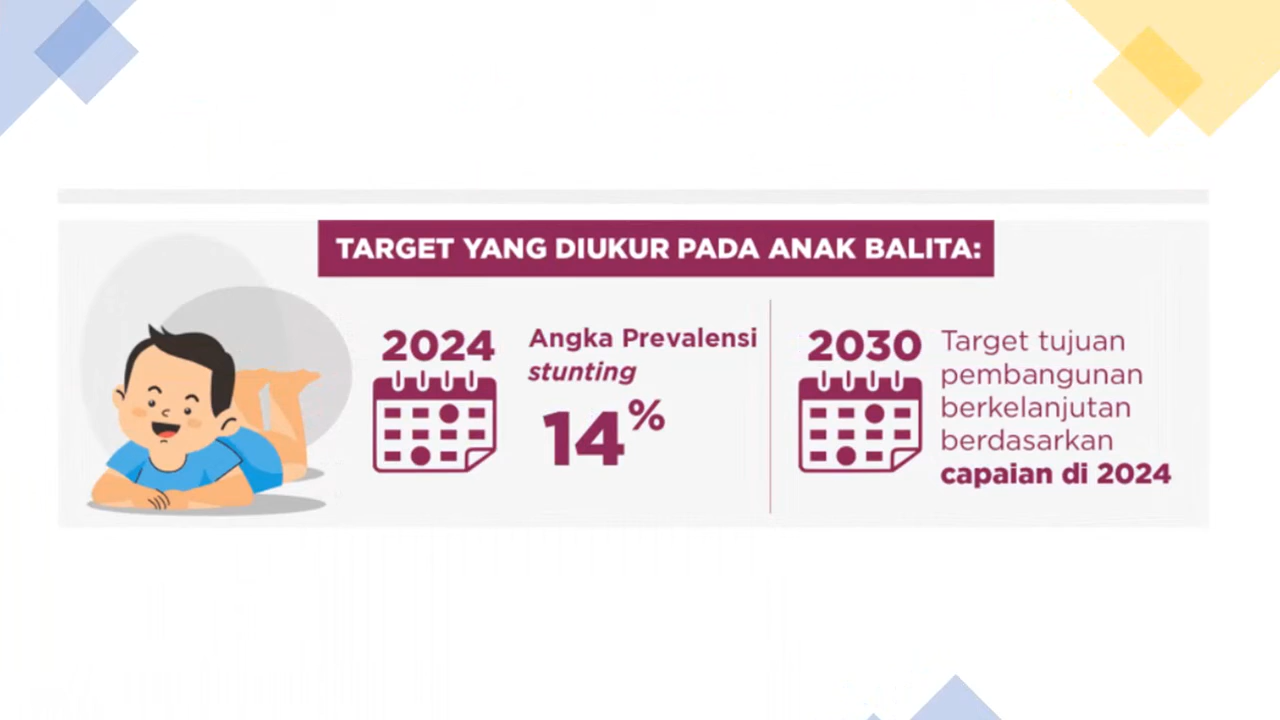 TARGET YANG DIUKUR PADA ANAK BALITA:
2024
Angka Prevalensi
stunting
14%
2030
Target tujuan
pembangunan
berkelanjutan
berdasarkan
capaian di 2024